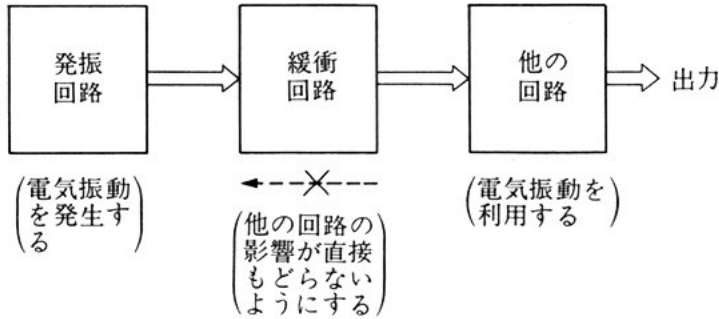 発振
回路
緩衝
回路
他の
回路
出力
(電気振動
を発生す
る)
(他の回路の
影響が直接
もどらない
ようにする)
(電気振動を
利用する)